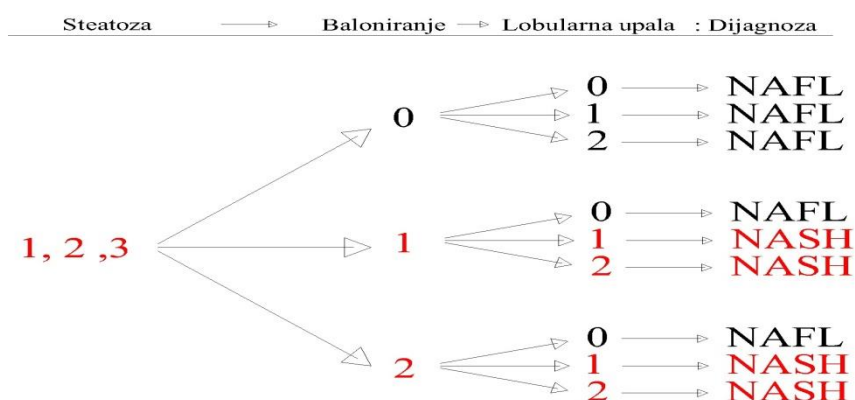 Steatoza Baloniranje Lobularna upala : Dijagnoza
0 NAFL
0 1 NAFL
2 NAFL
0 NAFL
1, 2 ,3 1 1 NASH
2 NASH
0 NAFL
2 1 NASH
2 NASH